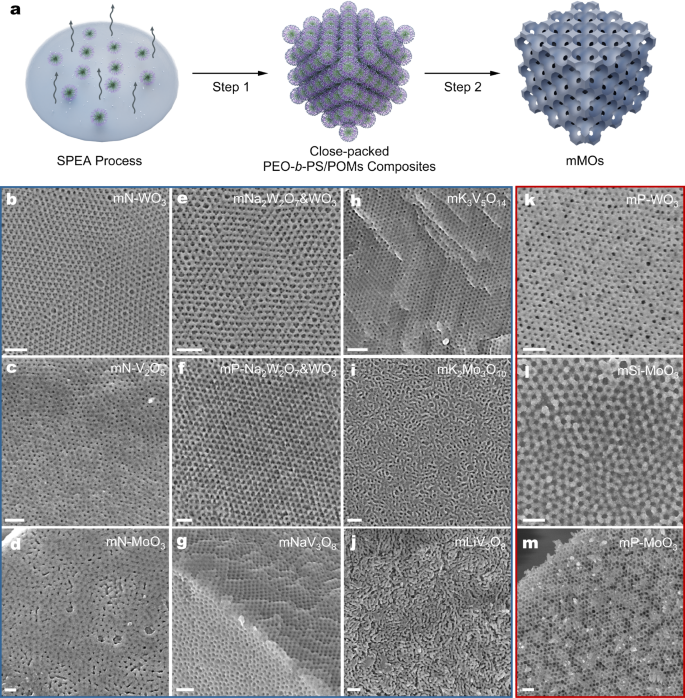 a
Step 1
Step 2
SPEA Process
Close-packed
PEO-b-PS/POMs Composites
mMOs
b
mN-WO3
e
mNa2W2O7&WO3
h
mK3V5O14
k
mP-WO3
c
mN-V2O5
f
mP-Na2W2O7&WO3
i
mK2Mo3O10
l
mSi-MoO3
d
mN-MoO3
g
mNaV3O8
j
mLiV3O8
m
mP-MoO3